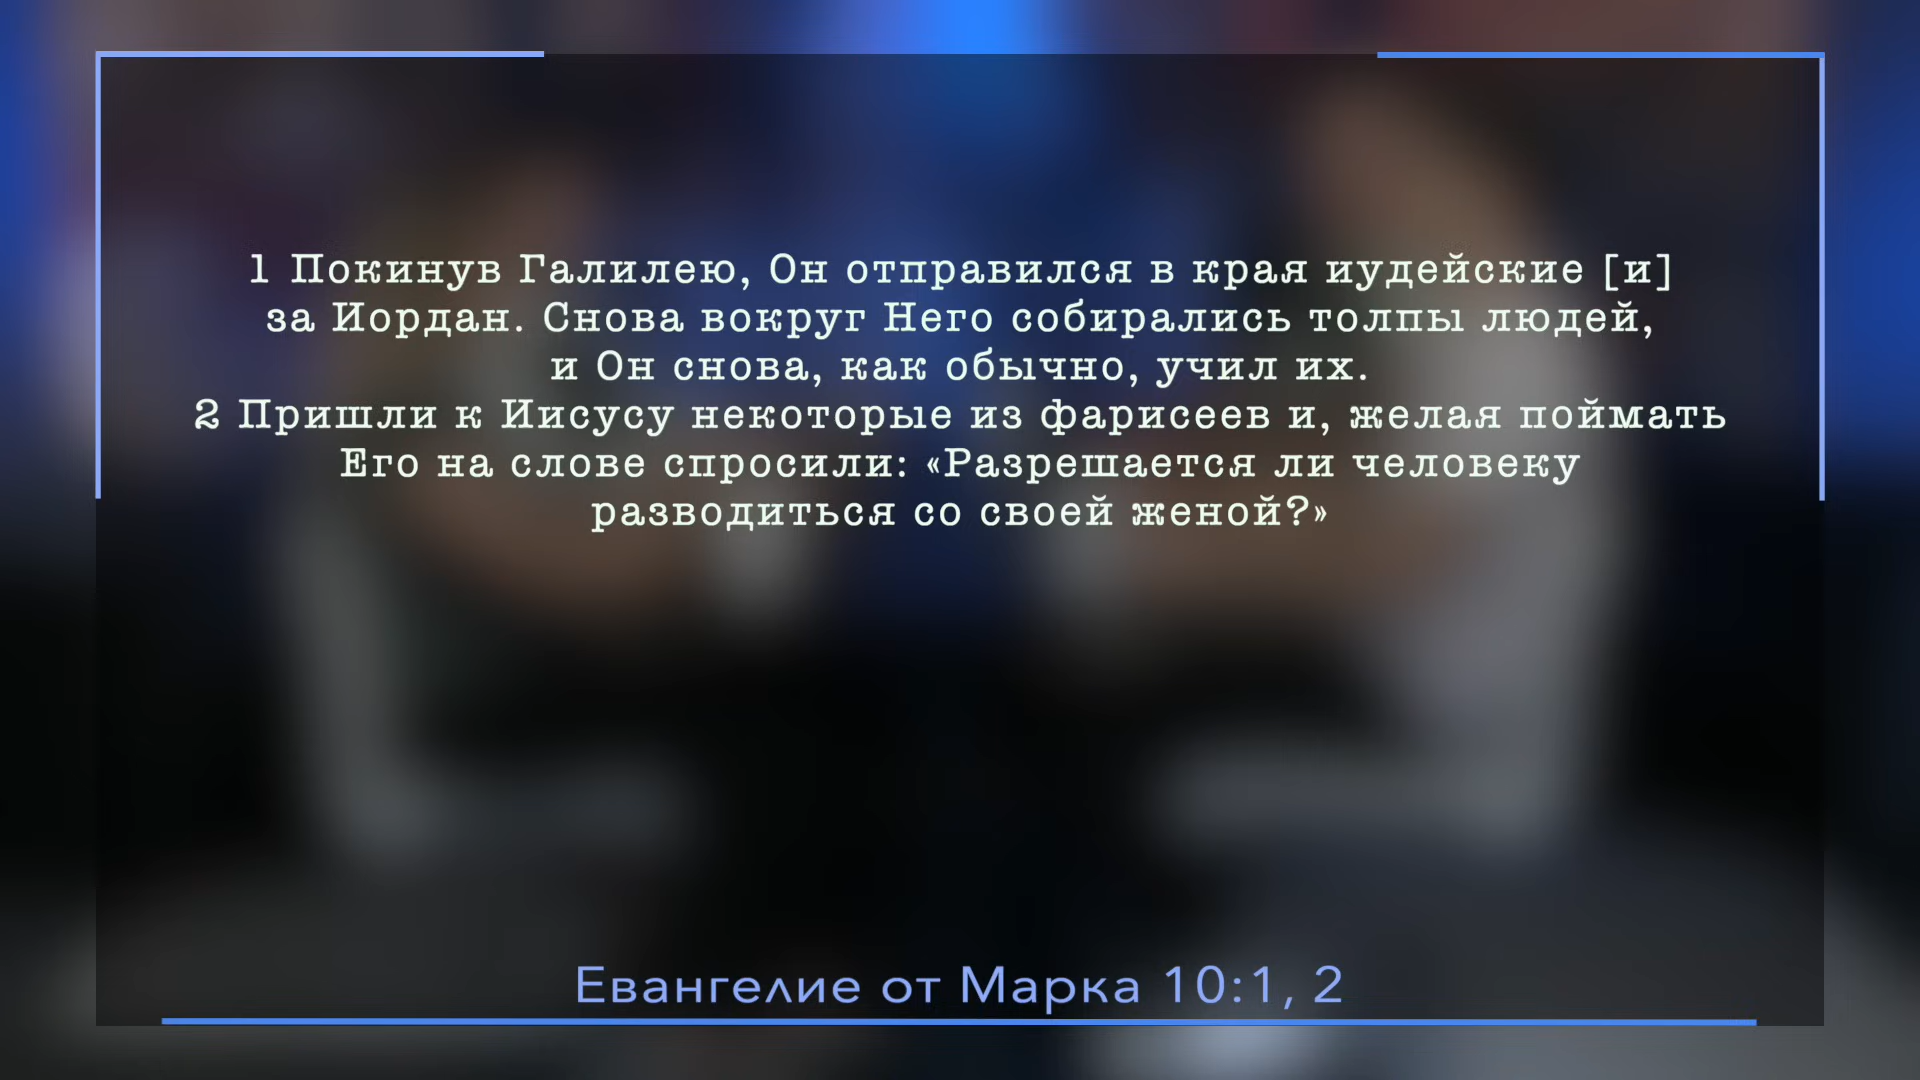 1 Покинув Галилею, Он отправился в края иудейские [и]
за Иордан. Снова вокруг Него собирались толпы людей,
и Он снова, как обычно, учил их.
2 Пришли к Иисусу некоторые из фарисеев и, желая поймать
Его на слове спросили: «Разрешается ли человеку
разводиться со своей женой?»
Евангелие от Марка 10:1, 2